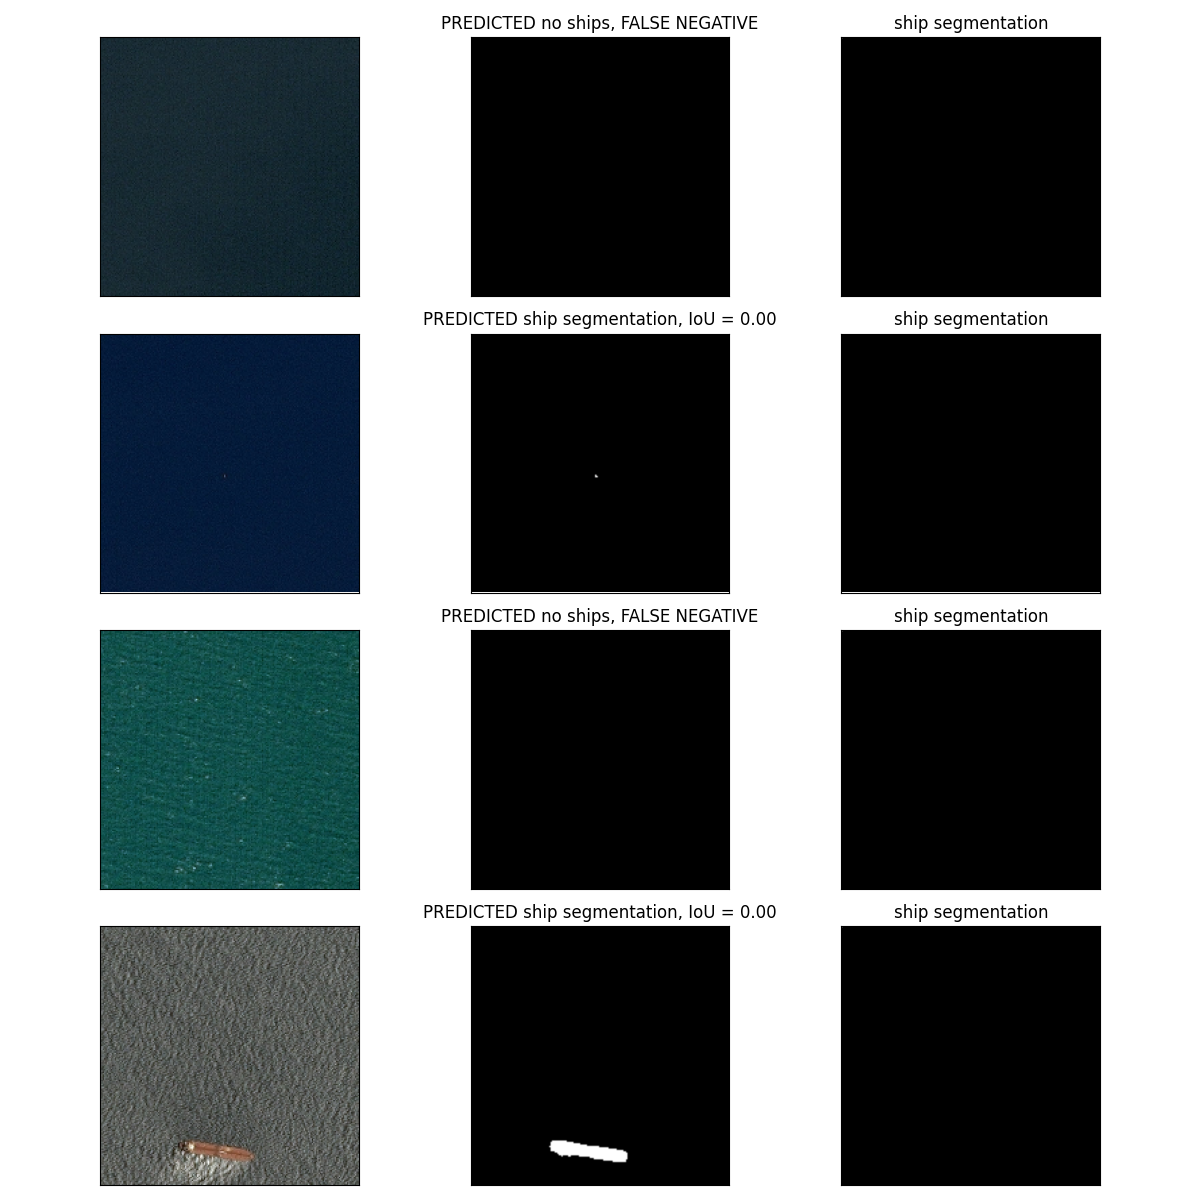 PREDICTED no ships, FALSE NEGATIVE
ship segmentation
PREDICTED ship segmentation, IoU = 0.00
ship segmentation
PREDICTED no ships, FALSE NEGATIVE
ship segmentation
PREDICTED ship segmentation, IoU = 0.00
ship segmentation